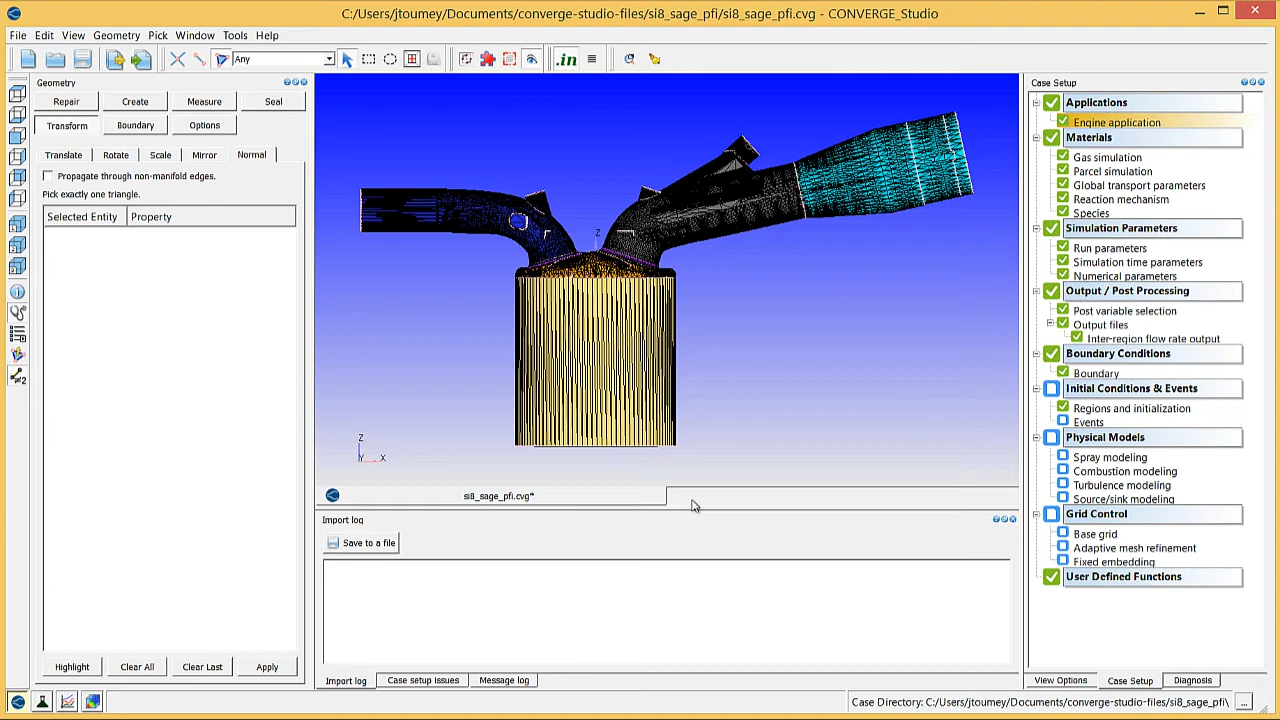 C:/Users/jtoumey/Documents/converge-studio-files/si8_sage_pfi/si8_sage_pfi.cvg - CONVERGE_Studio
File Edit View Geometry Pick Window Tools Help
Any
.in
Geometry
Repair Create Measure Seal
Transform Boundary Options
Translate Rotate Scale Mirror Normal
Propagate through non-manifold edges.
Pick exactly one triangle.
Selected Entity Property
Highlight Clear All Clear Last Apply
Z
Z
Y X
si8_sage_pfi.cvg*
Import log
Save to a file
Import log Case setup issues Message log
Case Setup
Applications
Engine application
Materials
Gas simulation
Parcel simulation
Global transport parameters
Reaction mechanism
Species
Simulation Parameters
Run parameters
Simulation time parameters
Numerical parameters
Output / Post Processing
Post variable selection
Output files
Inter-region flow rate output
Boundary Conditions
Boundary
Initial Conditions & Events
Regions and initialization
Events
Physical Models
Spray modeling
Combustion modeling
Turbulence modeling
Source/sink modeling
Grid Control
Base grid
Adaptive mesh refinement
Fixed embedding
User Defined Functions
View Options Case Setup Diagnosis
Case Directory: C:/Users/jtoumey/Documents/converge-studio-files/si8_sage_pfi\ ...